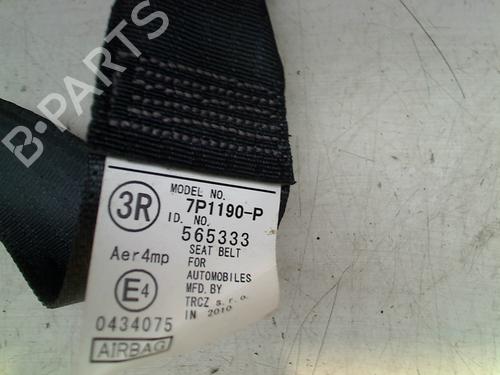 B-PARTS
3R
MODEL NO.
7P1190-P
I D. NO.
565333
Aer4mp
SEAT BELT
FOR
AUTOMOBILES
MFD. BY
TRCZ s. r. o.
IN 2010
E4
0434075
AIRBAG